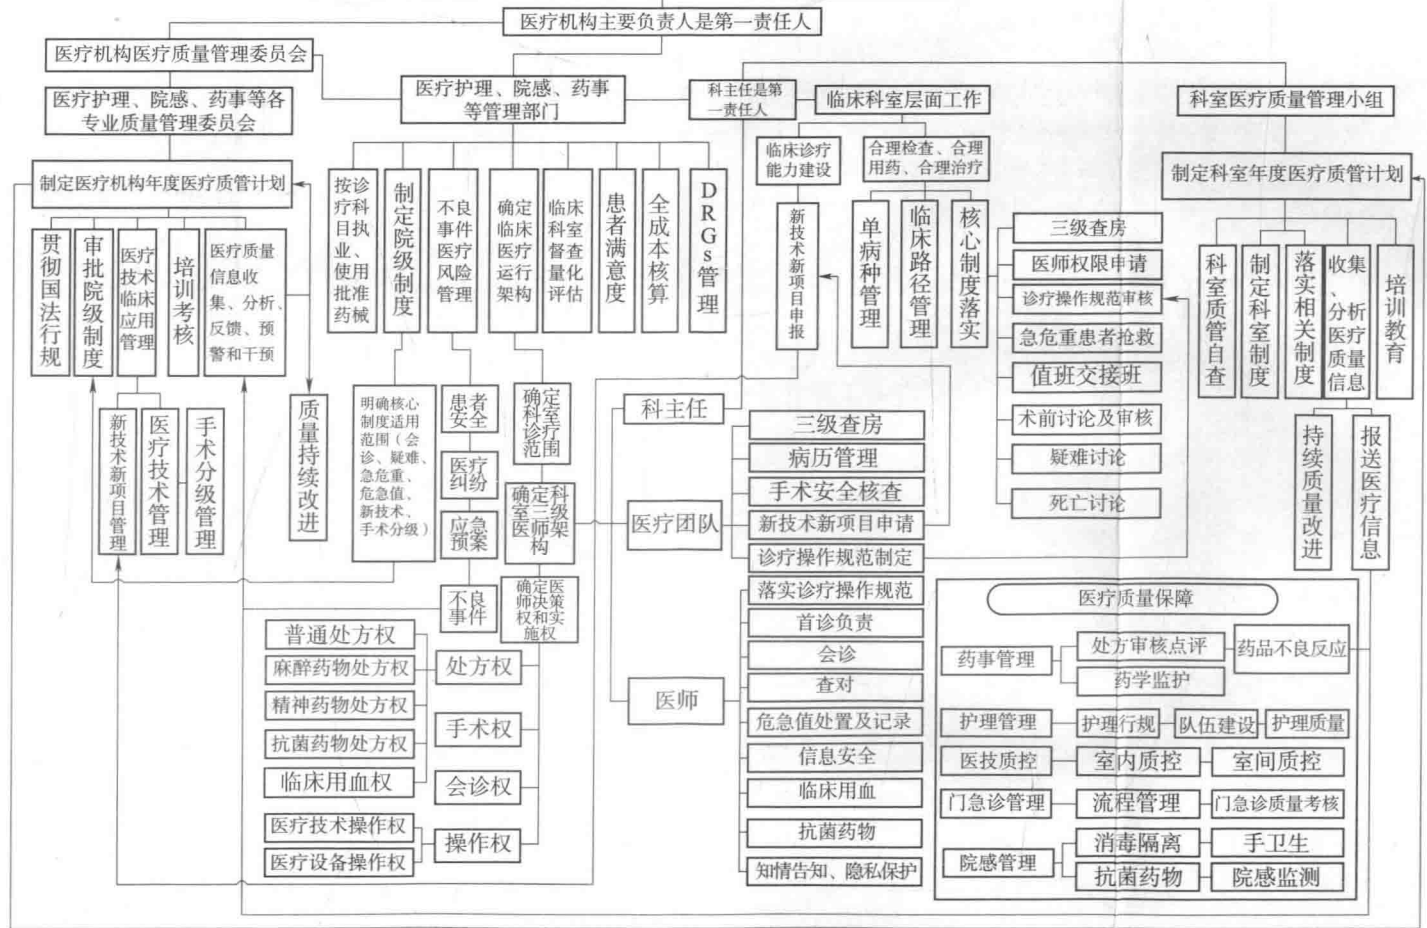 医疗机构主要负责人是第一责任人
医疗机构医疗质量管理委员会
医疗护理、院感、药事等各
专业质量管理委员会
医疗护理、院感、药事
等管理部门
科主任是第
一责任人
临床科室层面工作
科室医疗质量管理小组
制定医疗机构年度医疗质管计划
贯彻国法行规
审批院级制度
医疗
技术
临床
应用
管理
培训考核
医疗质量
信息收
集、分析、
反馈、预
警和干预
新技术新项目管理
医疗技术管理
手术分级管理
质量持续改进
按诊
疗科
目执
业、
使用
批准
药械
制定院级制度
不良
事件
医疗
风险
管理
确定
临床
医疗
运行
架构
临床
科室
督查
量化
评估
患者满意度
全成本核算
DRGs管理
临床诊疗
能力建设
新技术新项目申报
合理检查、合理
用药、合理治疗
单病种管理
临床路径管理
核心制度落实
三级查房
医师权限申请
诊疗操作规范审核
急危重患者抢救
值班交接班
术前讨论及审核
疑难讨论
死亡讨论
制定科室年度医疗质管计划
科室质管自查
制定科室制度
落实相关制度
收集
、分析
医疗
质量
信息
培训教育
持续质量改进
报送医疗信息
明确核心
制度适用
范围（会
诊、疑难、
急危重、
危急值、
新技术、
手术分级）
患者
安全
医疗
纠纷
应急
预案
不良
事件
确定
科室
诊疗
范围
确定科
室三级
医师架
构
确定医
师决策
权和实
施权
科主任
医疗团队
医师
三级查房
病历管理
手术安全核查
新技术新项目申请
诊疗操作规范制定
落实诊疗操作规范
首诊负责
会诊
查对
危急值处置及记录
信息安全
临床用血
抗菌药物
知情告知、隐私保护
普通处方权
麻醉药物处方权
精神药物处方权
抗菌药物处方权
临床用血权
医疗技术操作权
医疗设备操作权
处方权
手术权
会诊权
操作权
医疗质量保障
药事管理
处方审核点评
药品不良反应
药学监护
护理管理
护理行规
队伍建设
护理质量
医技质控
室内质控
室间质控
门急诊管理
流程管理
门急诊质量考核
院感管理
消毒隔离
手卫生
抗菌药物
院感监测